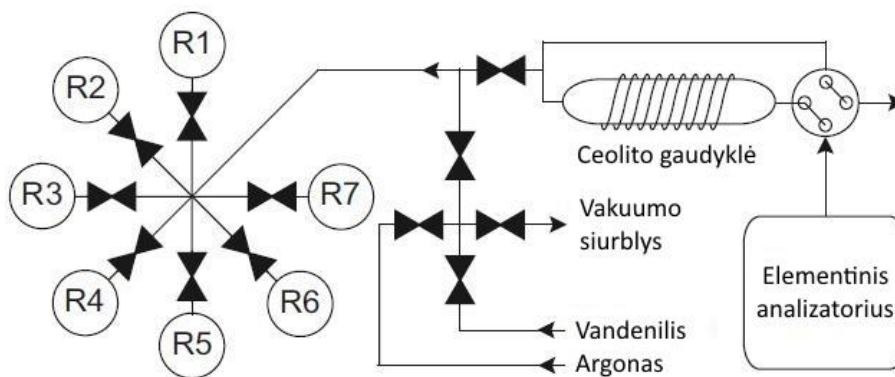 R1
R2
R3
R7
R4
R6
R5
Ceolito gaudyklė
Vakuumo
siurblys
Elementinis
analizatorius
Vandenilis
Argonas